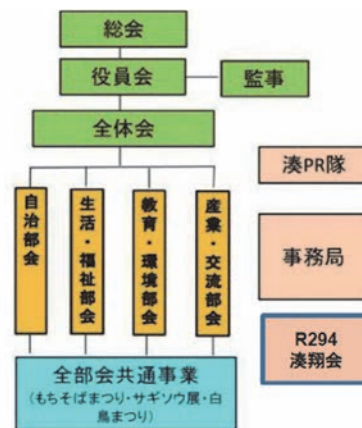 総会
役員会
監事
全体会
湊PR隊
自治部会
生活・福祉部会
教育・環境部会
産業・交流部会
事務局
R294
湊翔会
全部会共通事業
(もちそばまつり・サギソウ展・白
鳥まつり)